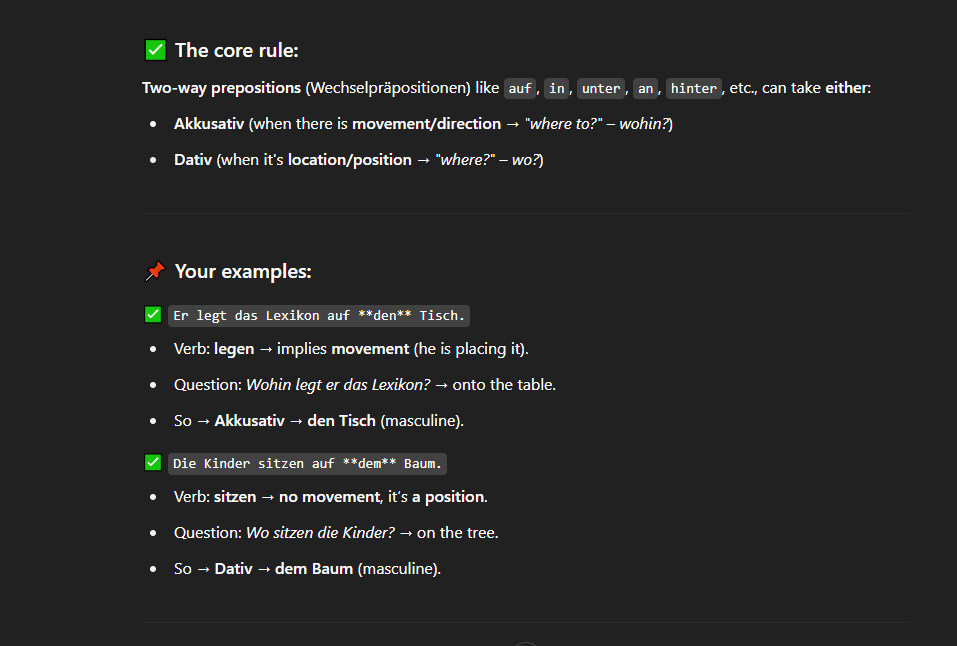 ✅ The core rule:
Two-way prepositions (Wechselpräpositionen) like auf, in, unter, an, hinter, etc., can take either:
• Akkusativ (when there is movement/direction → "where to?" – wohin?)
• Dativ (when it's location/position → "where?" – wo?)
📌 Your examples:
✅ Er legt das Lexikon auf **den** Tisch.
• Verb: legen → implies movement (he is placing it).
• Question: Wohin legt er das Lexikon? → onto the table.
• So → Akkusativ → den Tisch (masculine).
✅ Die Kinder sitzen auf **dem** Baum.
• Verb: sitzen → no movement, it's a position.
• Question: Wo sitzen die Kinder? → on the tree.
• So → Dativ → dem Baum (masculine).